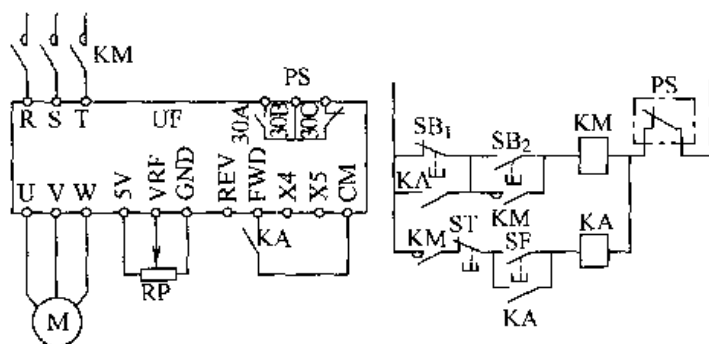 KM
PS
R S T UF 30A 30B 30C
U V W 5V VRF GND REV FWD X4 X5 CM
KA
RP
M
PS
SB₁ SB₂ KM
KA KM
KM ST SF KA
KA